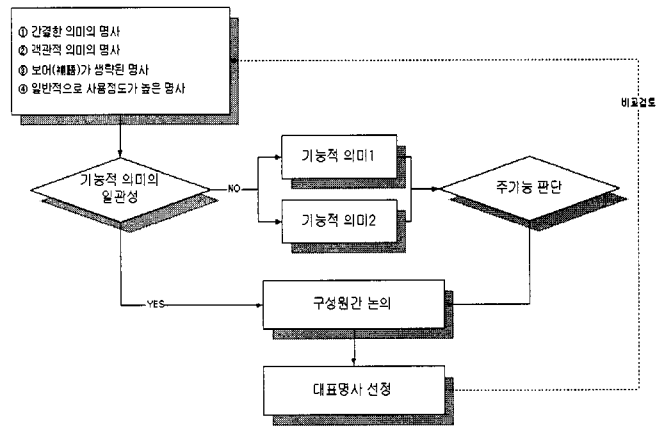 ① 간결한 의미의 명사
② 객관적 의미의 명사
③ 보어(補語)가 생략된 명사
④ 일반적으로 사용정도가 높은 명사
비교검토
기능적 의미의
일관성
NO
기능적 의미1
기능적 의미2
주기능 판단
YES
구성원간 논의
대표명사 선정